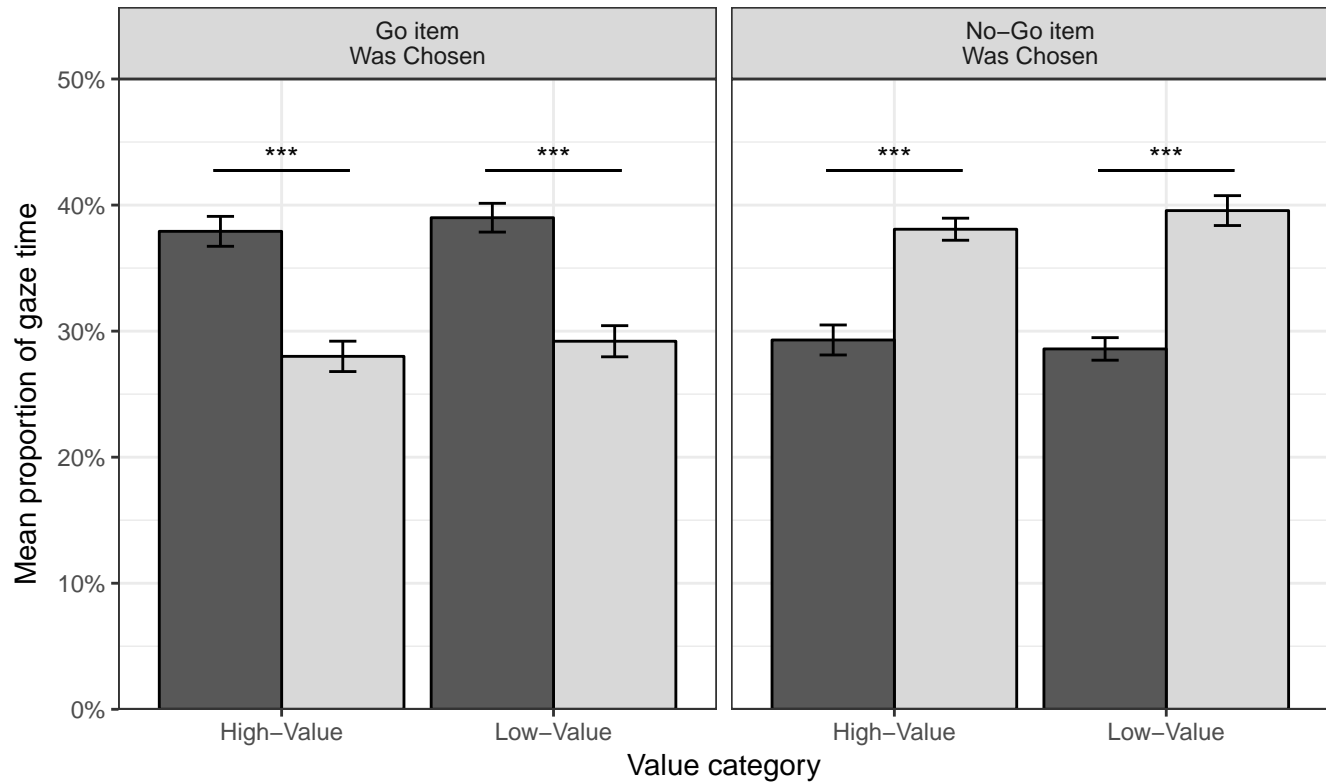 Go item
Was Chosen
No−Go item
Was Chosen
50%
40%
30%
20%
10%
0%
Mean proportion of gaze time
***
***
***
***
High−Value
Low−Value
High−Value
Low−Value
Value category